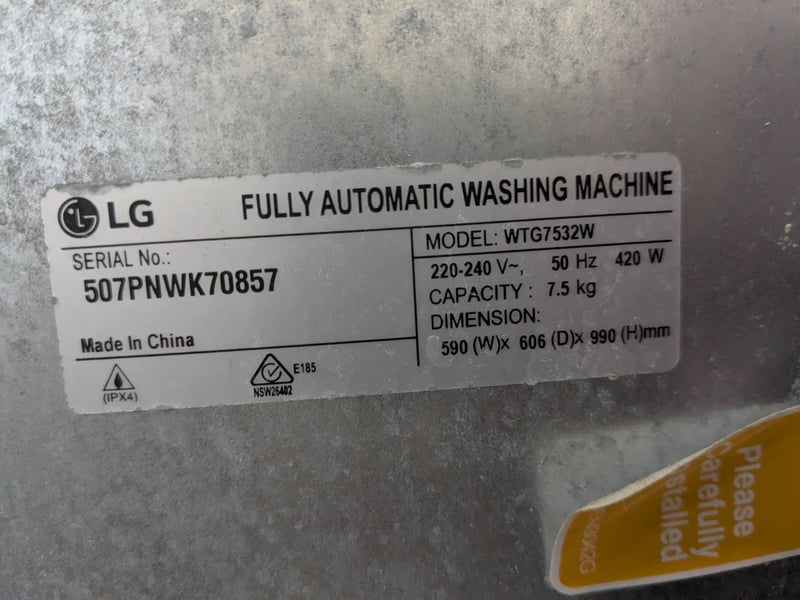 LG
FULLY AUTOMATIC WASHING MACHINE
SERIAL No.:
507PNWK70857
Made In China
MODEL: WTG7532W
220-240 V~, 50 Hz 420 W
CAPACITY : 7.5 kg
DIMENSION:
590 (W)x 606 (D)x 990 (H)mm
(IPX4)
E185
NSW26402
Please
Carefully
stalled